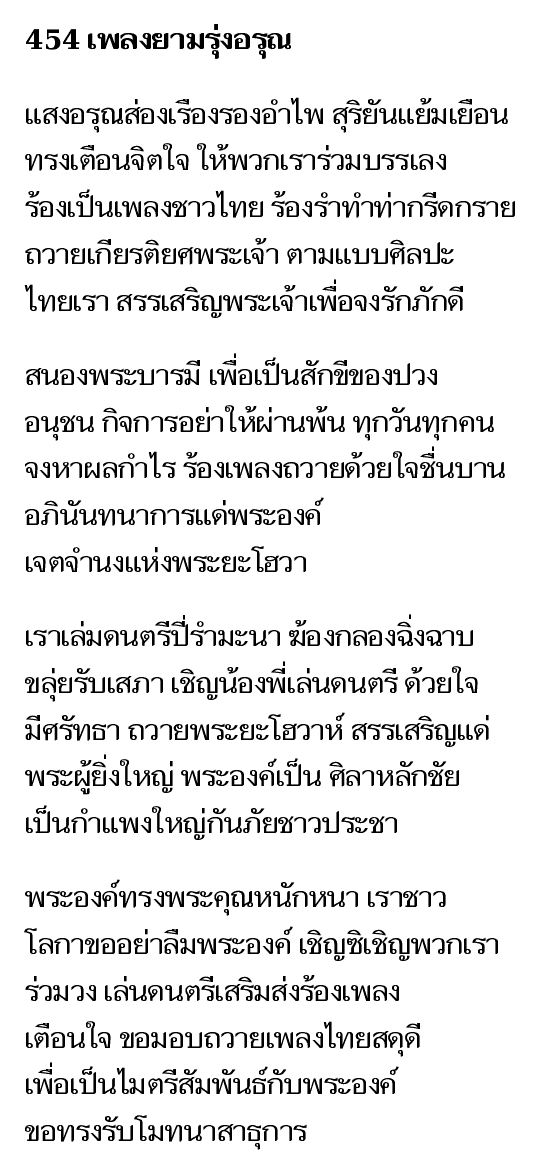 454 เพลงยามรุ่งอรุณ
แสงอรุณส่องเรืองรองอำไพ สุริยันแย้มเยือน
ทรงเตือนจิตใจ ให้พวกเราร่วมบรรเลง
ร้องเป็นเพลงชาวไทย ร้องรำทำท่ากรีดกราย
ถวายเกียรติยศพระเจ้า ตามแบบศิลปะ
ไทยเรา สรรเสริญพระเจ้าเพื่อจงรักภักดี
สนองพระบารมี เพื่อเป็นสักขีของปวง
อนุชน กิจการอย่าให้ผ่านพ้น ทุกวันทุกคน
จงหาผลกำไร ร้องเพลงถวายด้วยใจชื่นบาน
อภินันทนาการแด่พระองค์
เจตจำนงแห่งพระยะโฮวา
เราเล่มดนตรีปี่รำมะนา ฆ้องกลองฉิ่งฉาบ
ขลุ่ยรับเสภา เชิญน้องพี่เล่นดนตรี ด้วยใจ
มีศรัทธา ถวายพระยะโฮวาห์ สรรเสริญแด่
พระผู้ยิ่งใหญ่ พระองค์เป็น ศิลาหลักชัย
เป็นกำแพงใหญ่กันภัยชาวประชา
พระองค์ทรงพระคุณหนักหนา เราชาว
โลกาขออย่าลืมพระองค์ เชิญซิเชิญพวกเรา
ร่วมวง เล่นดนตรีเสริมส่งร้องเพลง
เตือนใจ ขอมอบถวายเพลงไทยสดุดี
เพื่อเป็นไมตรีสัมพันธ์กับพระองค์
ขอทรงรับโมทนาสาธุการ